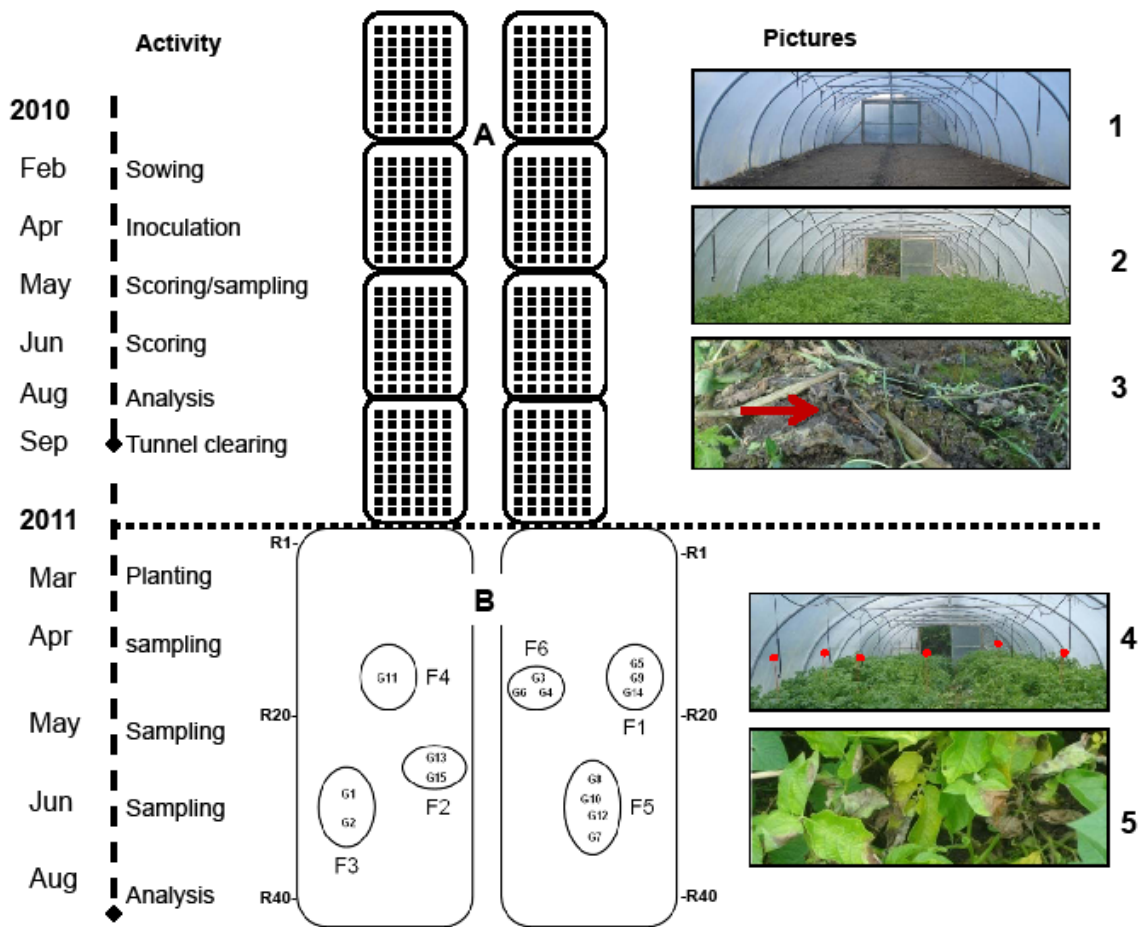 Activity
Pictures
2010
Feb Sowing
Apr Inoculation
May Scoring/sampling
Jun Scoring
Aug Analysis
Sep Tunnel clearing
A
1
2
3
2011
Mar Planting
Apr sampling
May Sampling
Jun Sampling
Aug Analysis
R1
R20
R40
B
-R1
-R20
-R40
G11 F4
G13
G15
F2
G1
G2
F3
F6
G3
G6 G4
G5
G9
G14
F1
G8
G10
G12
G7
F5
4
5